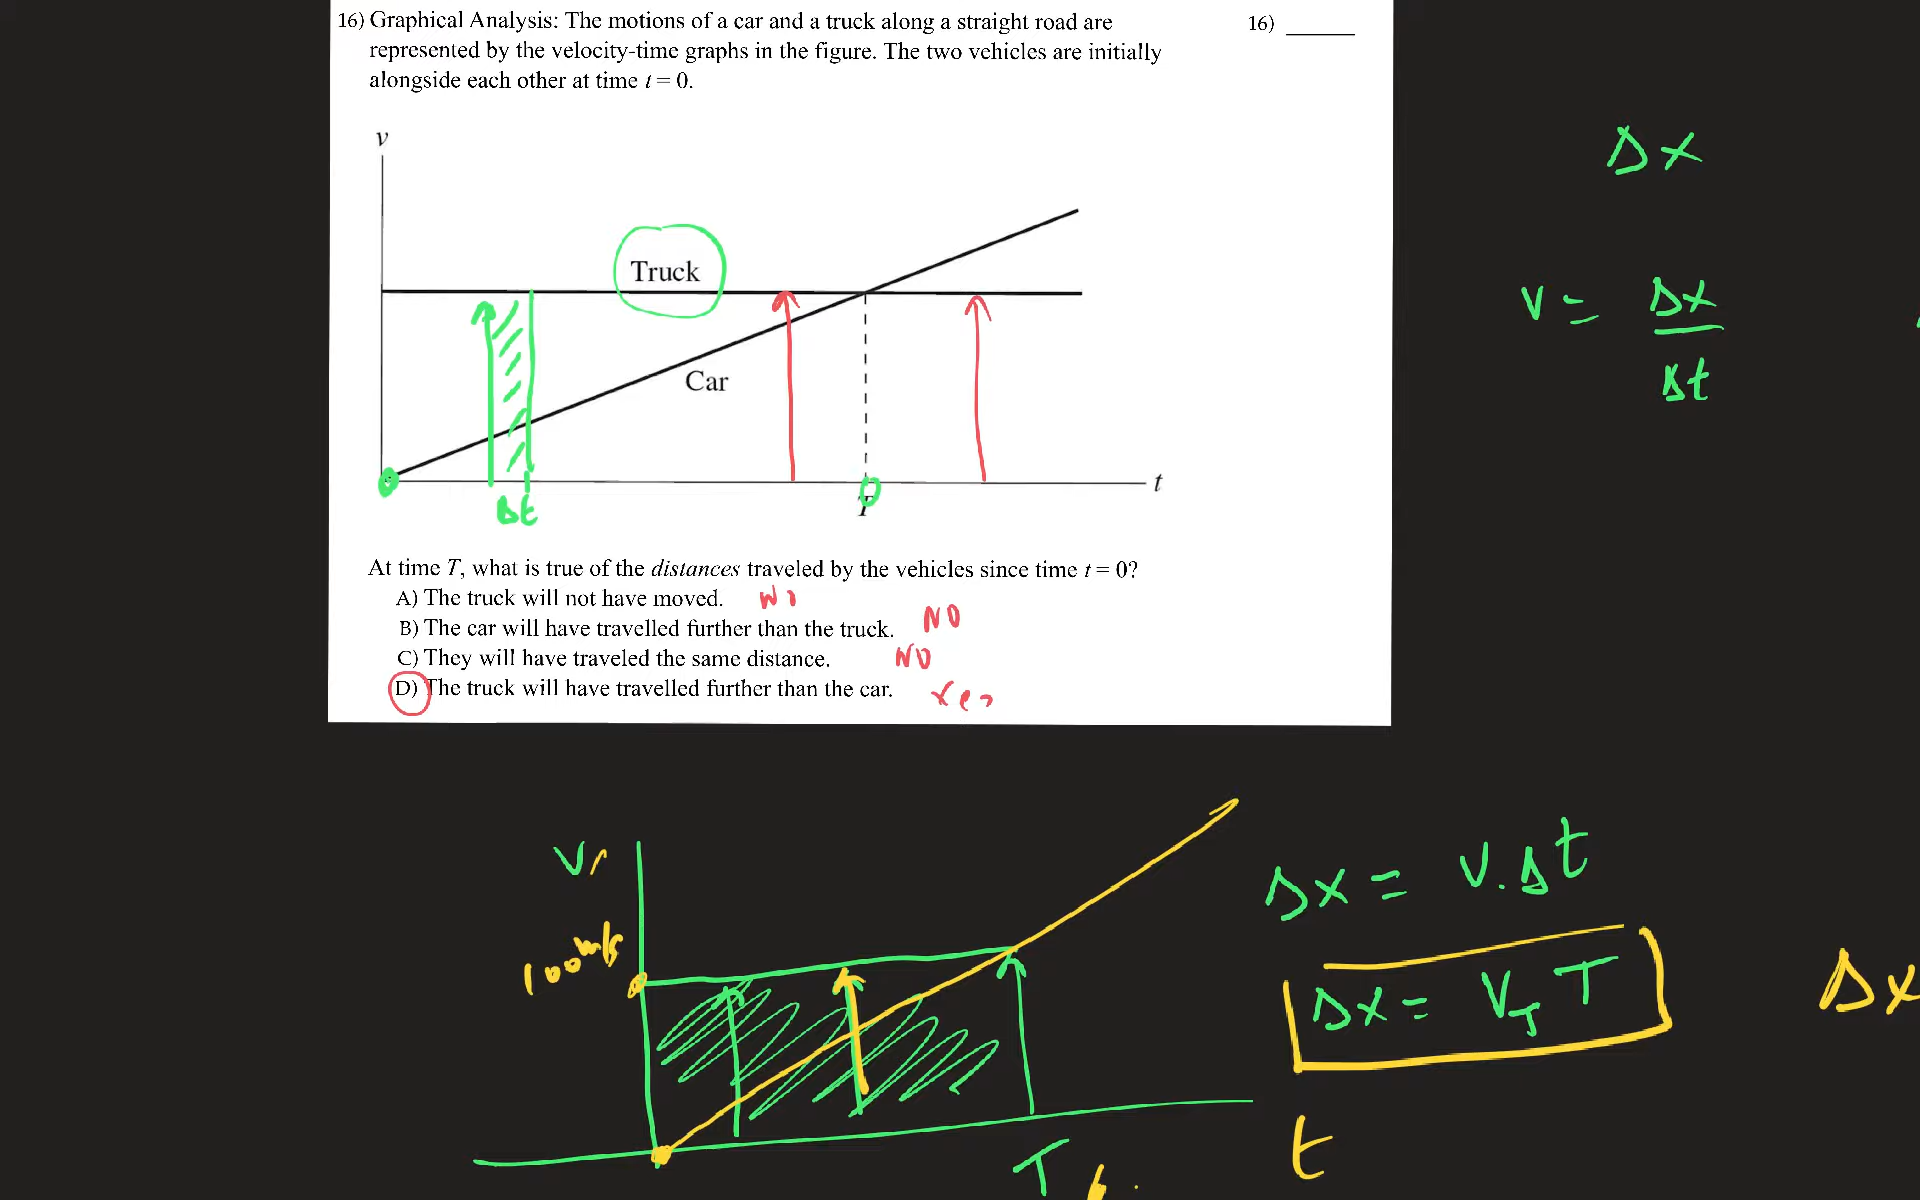 16) Graphical Analysis: The motions of a car and a truck along a straight road are
represented by the velocity-time graphs in the figure. The two vehicles are initially
alongside each other at time t = 0.
16) ______
v
Truck
Car
t
T
Δt
At time T, what is true of the distances traveled by the vehicles since time t = 0?
A) The truck will not have moved.
B) The car will have travelled further than the truck. NO
C) They will have traveled the same distance. NO
D) The truck will have travelled further than the car. Yes
Δx
v = Δx
Δt
100m/s
T
t
Δx = v.Δt
Δx = V_T T
Δx